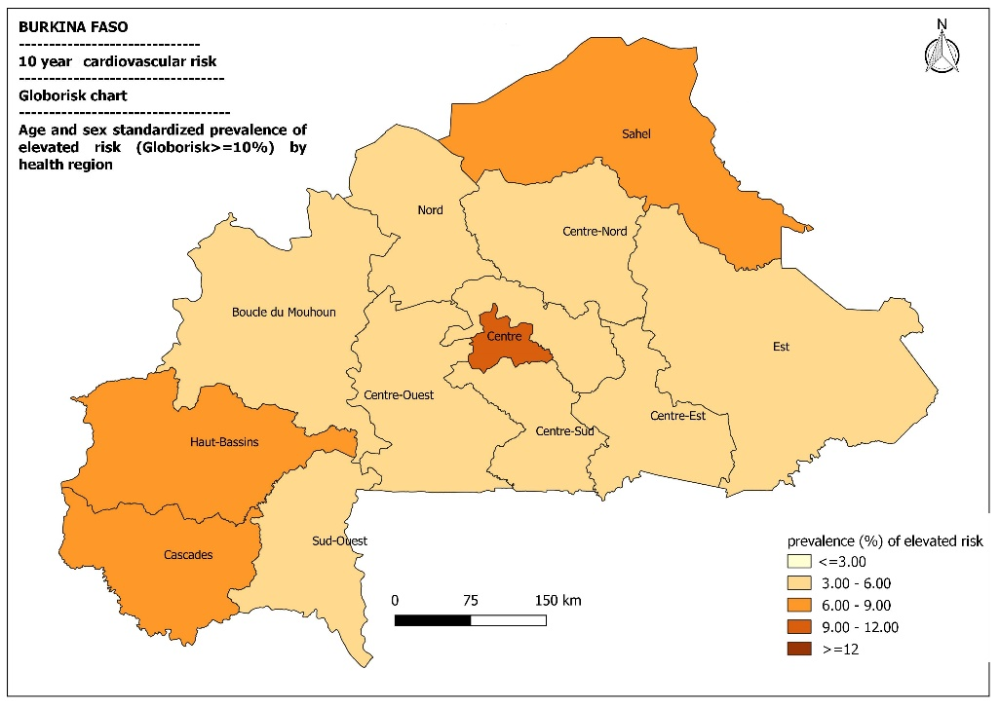 BURKINA FASO
------------------------------
10 year cardiovascular risk
----------------------------------
Globorisk chart
-----------------------------------
Age and sex standardized prevalence of
elevated risk (Globorisk>=10%) by
health region
N
Sahel
Nord
Centre-Nord
Boucle du Mouhoun
Centre
Est
Centre-Ouest
Centre-Est
Centre-Sud
Haut-Bassins
Sud-Ouest
Cascades
0 75 150 km
prevalence (%) of elevated risk
<=3.00
3.00 - 6.00
6.00 - 9.00
9.00 - 12.00
>=12